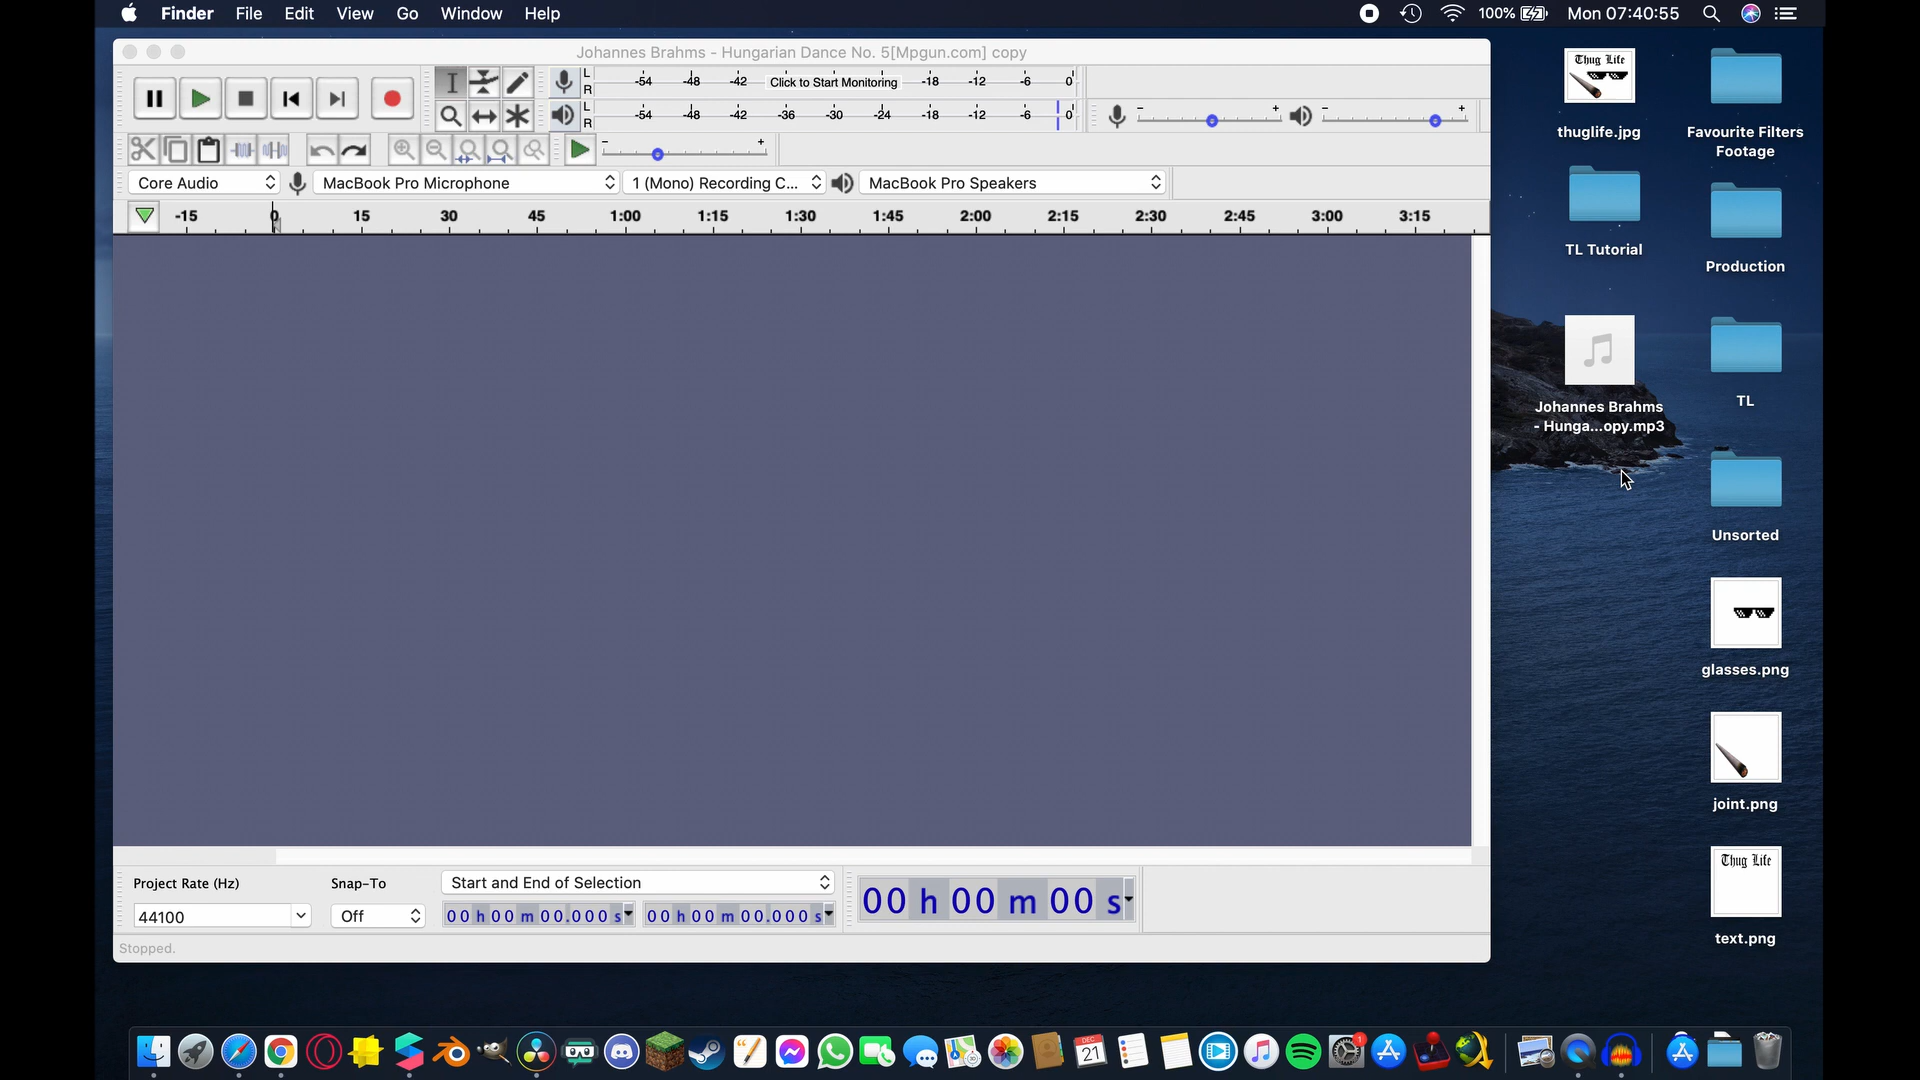 Finder File Edit View Go Window Help 100% Mon 07:40:55
Johannes Brahms - Hungarian Dance No. 5[Mpgun.com] copy
L
R
-54 -48 -42 Click to Start Monitoring -18 -12 -6 0
L
R
-54 -48 -42 -36 -30 -24 -18 -12 -6 0
- + - +
- +
Core Audio MacBook Pro Microphone 1 (Mono) Recording C... MacBook Pro Speakers
-15 0 15 30 45 1:00 1:15 1:30 1:45 2:00 2:15 2:30 2:45 3:00 3:15
Project Rate (Hz) Snap-To Start and End of Selection
44100 Off 00 h 00 m 00.000 s 00 h 00 m 00.000 s 00 h 00 m 00 s
Stopped.
Thug Life
thuglife.jpg
TL Tutorial
Johannes Brahms
- Hunga...opy.mp3
Favourite Filters
Footage
Production
TL
Unsorted
glasses.png
joint.png
Thug Life
text.png
DEC
21
1